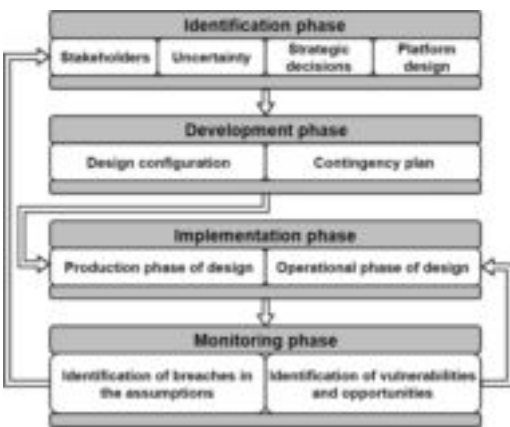 Identification phase
Stakeholders Uncertainty Strategic decisions Platform design
Development phase
Design configuration Contingency plan
Implementation phase
Production phase of design Operational phase of design
Monitoring phase
Identification of breaches in the assumptions Identification of vulnerabilities and opportunities